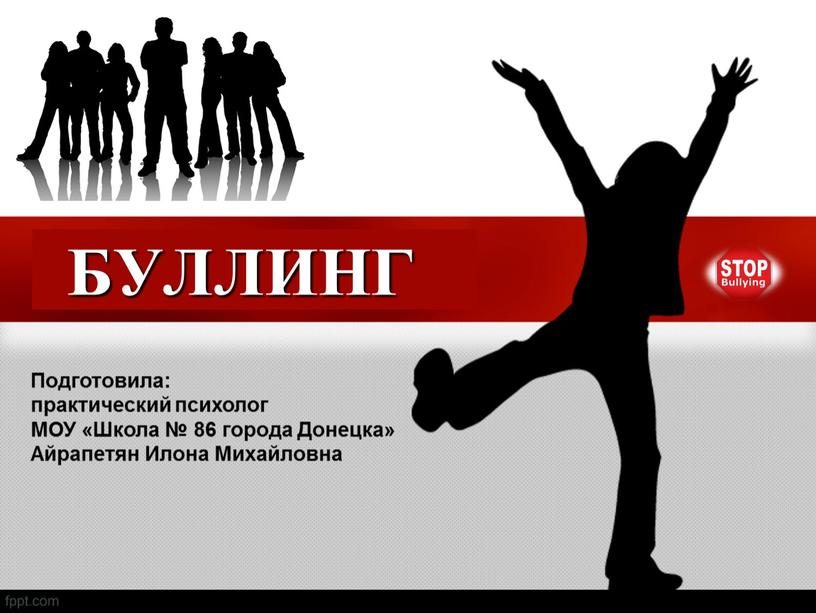 БУЛЛИНГ
STOP
Bullying
Подготовила:
практический психолог
МОУ «Школа № 86 города Донецка»
Айрапетян Илона Михайловна
fppt.com